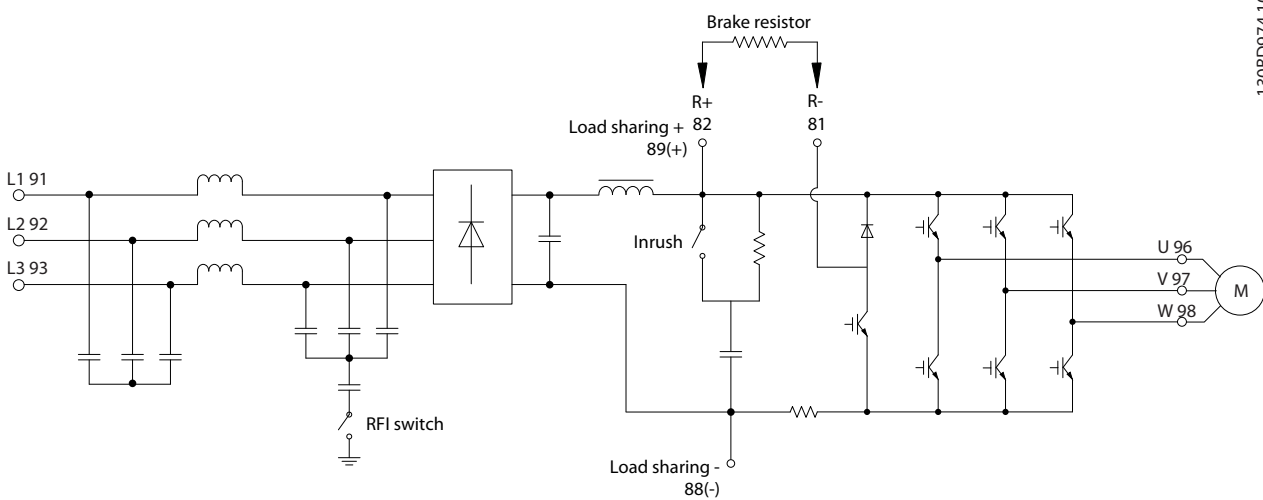 Brake resistor
R+
82
R-
81
Load sharing +
89(+)
L1 91
L2 92
L3 93
Inrush
U 96
V 97
W 98
M
RFI switch
Load sharing -
88(-)